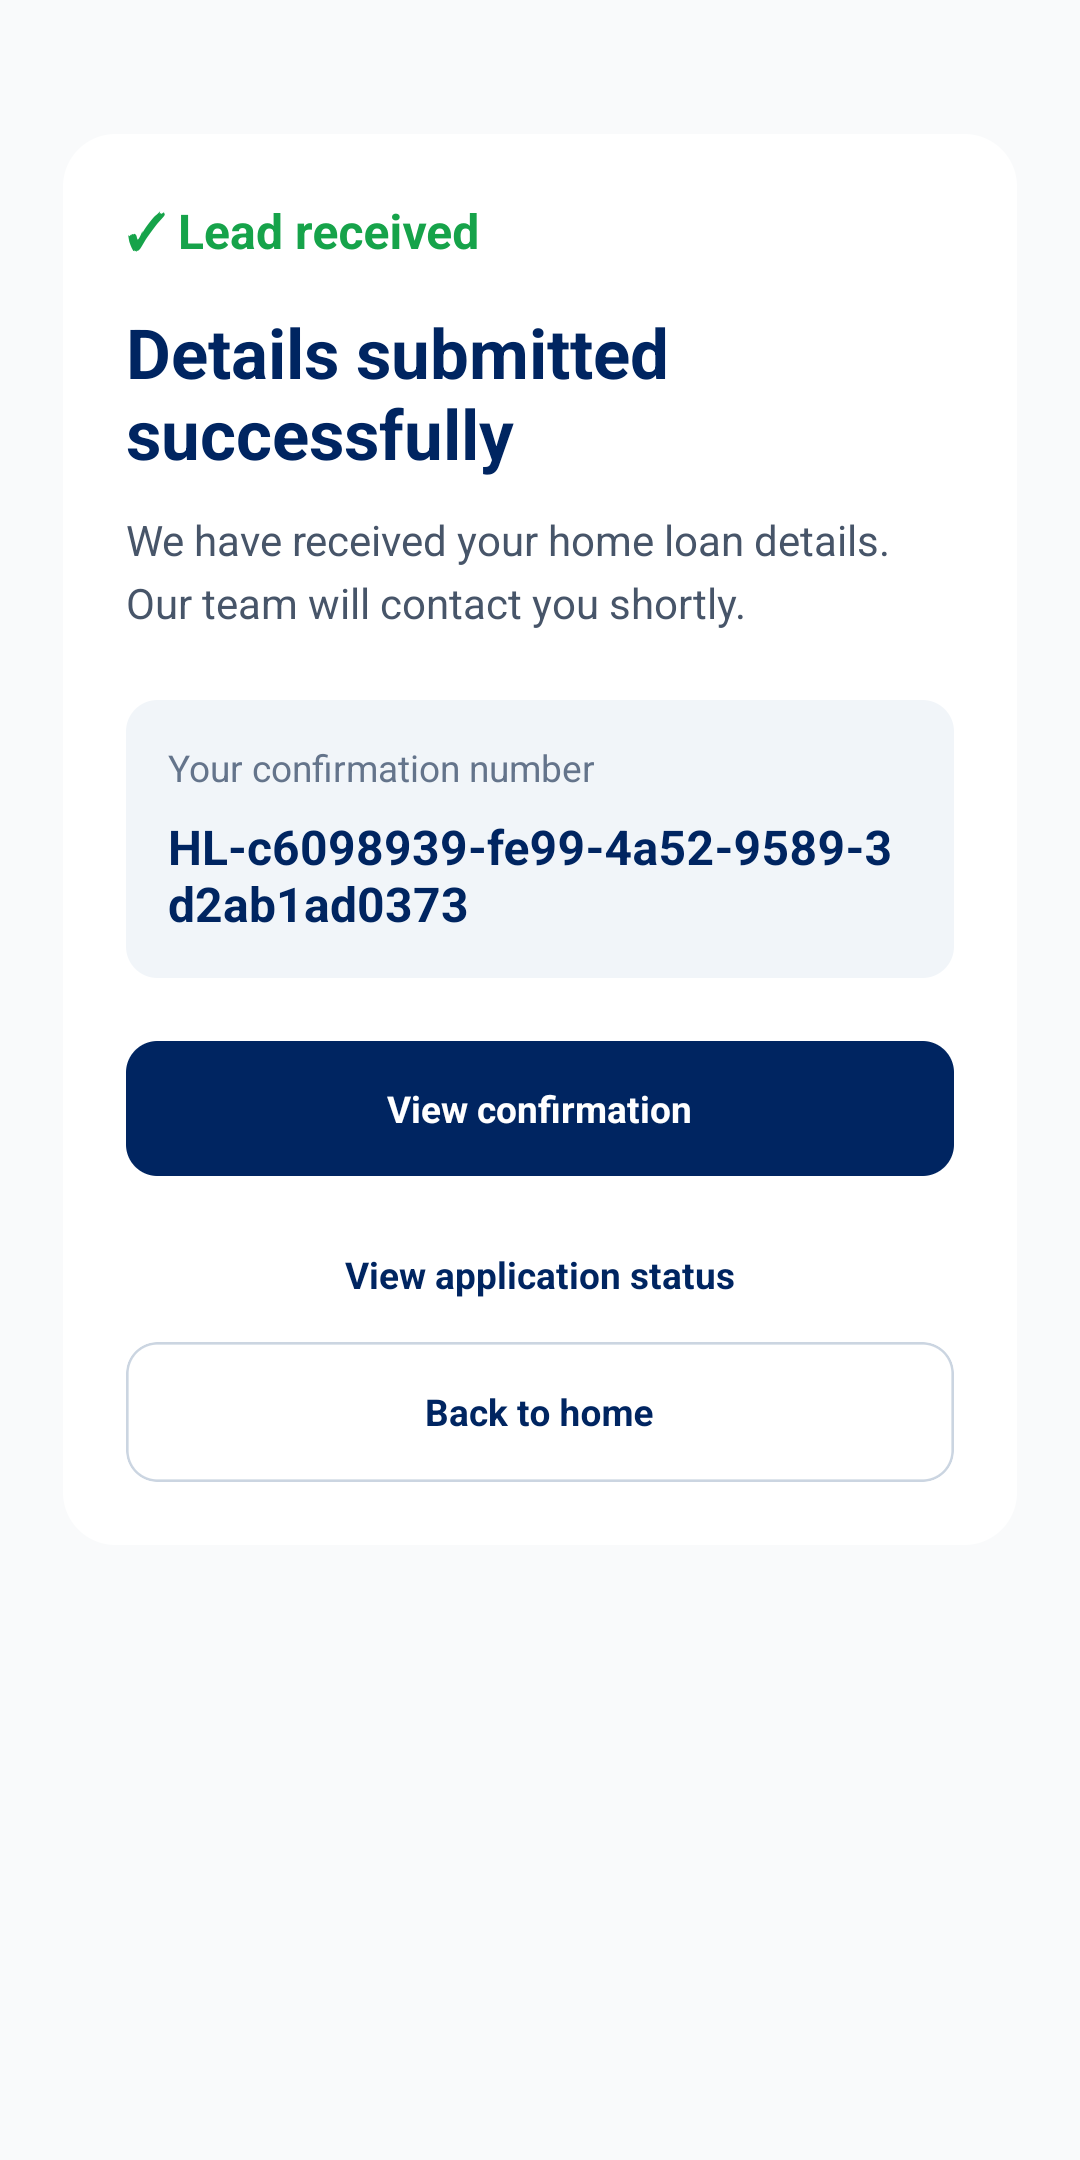 ✓ Lead received
Details submitted
successfully
We have received your home loan details.
Our team will contact you shortly.
Your confirmation number
HL-c6098939-fe99-4a52-9589-3
d2ab1ad0373
View confirmation
View application status
Back to home